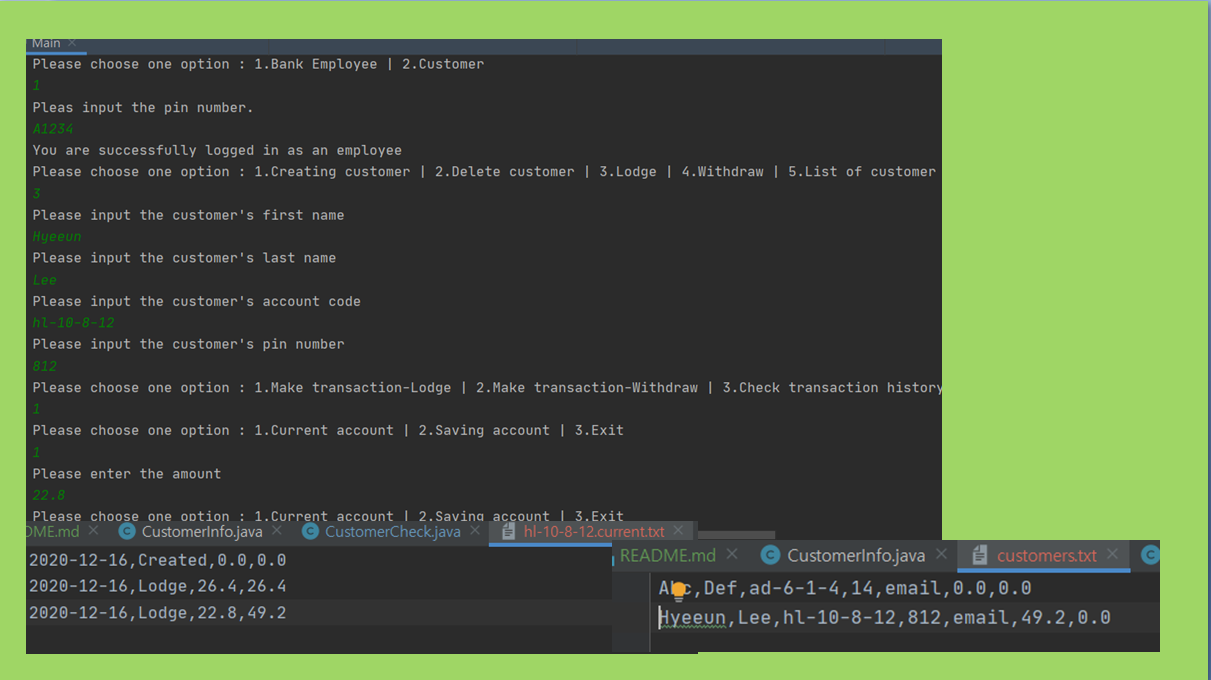 Main
Please choose one option : 1.Bank Employee | 2.Customer
1
Pleas input the pin number.
A1234
You are successfully logged in as an employee
Please choose one option : 1.Creating customer | 2.Delete customer | 3.Lodge | 4.Withdraw | 5.List of customer
3
Please input the customer's first name
Hyeeun
Please input the customer's last name
Lee
Please input the customer's account code
hl-10-8-12
Please input the customer's pin number
812
Please choose one option : 1.Make transaction-Lodge | 2.Make transaction-Withdraw | 3.Check transaction history
1
Please choose one option : 1.Current account | 2.Saving account | 3.Exit
1
Please enter the amount
22.8
Please choose one option : 1.Current account | 2.Saving account | 3.Exit
DME.md CustomerInfo.java CustomerCheck.java hl-10-8-12.current.txt
2020-12-16,Created,0.0,0.0
2020-12-16,Lodge,26.4,26.4
2020-12-16,Lodge,22.8,49.2
README.md CustomerInfo.java customers.txt
Abc,Def,ad-6-1-4,14,email,0.0,0.0
Hyeeun,Lee,hl-10-8-12,812,email,49.2,0.0